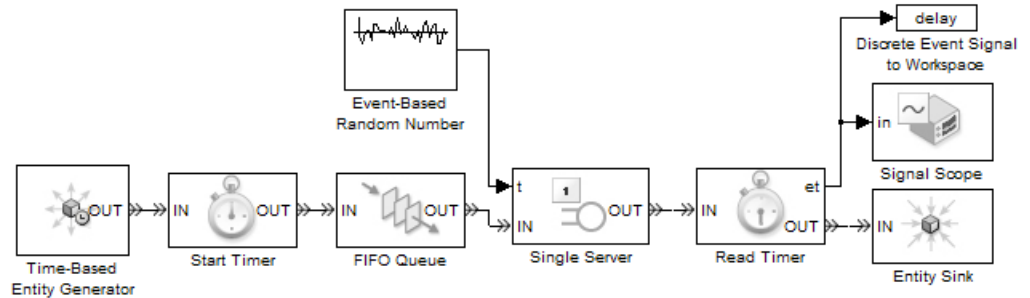 delay
Discrete Event Signal
to Workspace
Event-Based
Random Number
in
Signal Scope
t
1
et
OUT
IN
OUT
IN
OUT
IN
OUT
IN
OUT
IN
Time-Based
Entity Generator
Start Timer
FIFO Queue
Single Server
Read Timer
Entity Sink